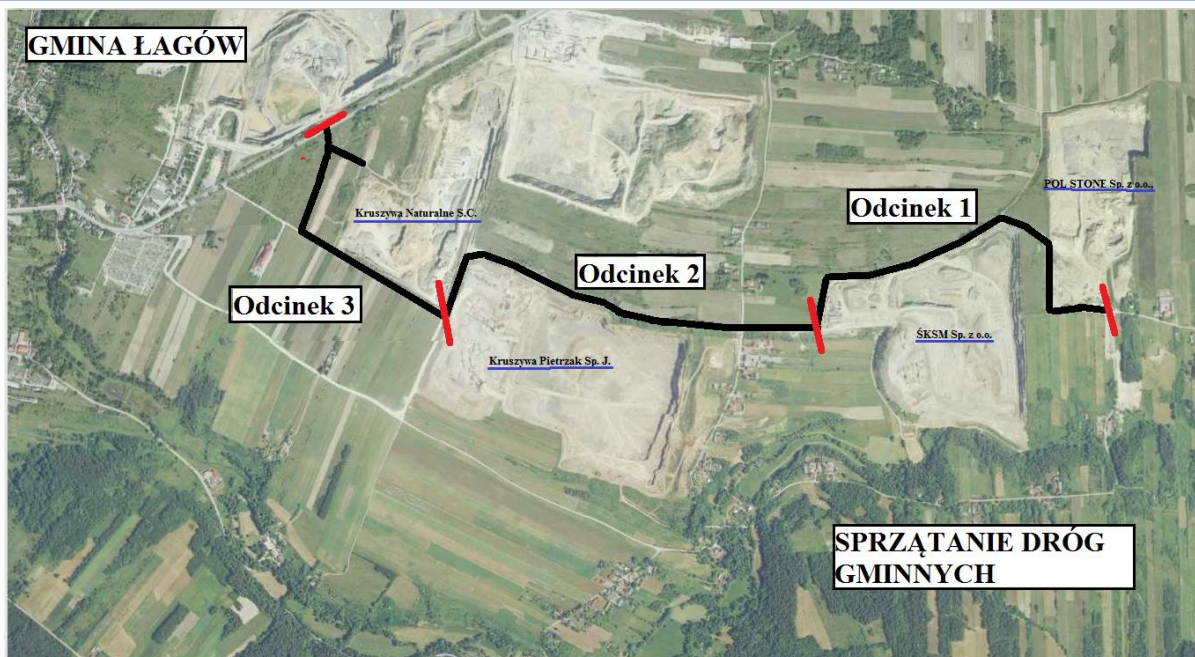 GMINA ŁAGÓW
POL STONE Sp. z o.o.,
Odcinek 1
Kruszywa Naturalne S.C.
Odcinek 2
Odcinek 3
ŚKSM Sp. z o.o.
Kruszywa Pietrzak Sp. J.
SPRZĄTANIE DRÓG
GMINNYCH